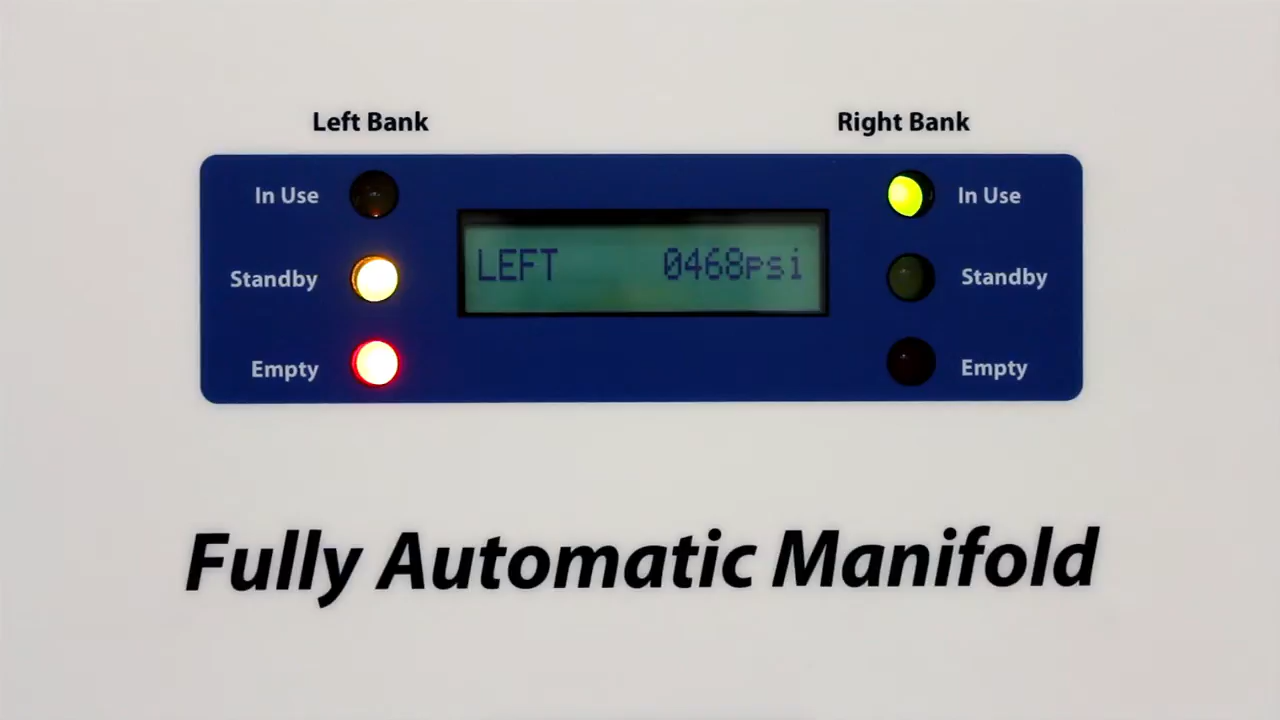 Left Bank
Right Bank
In Use
In Use
LEFT 0468psi
Standby
Standby
Empty
Empty
Fully Automatic Manifold